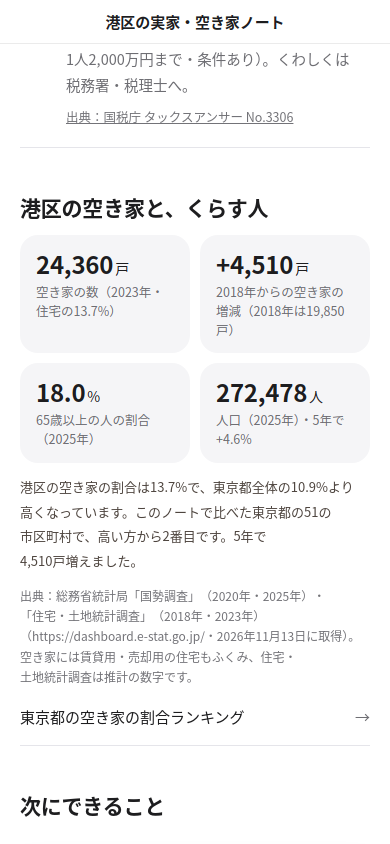 港区の実家・空き家ノート
1人2,000万円まで・条件あり）。くわしくは
税務署・税理士へ。
出典：国税庁 タックスアンサー No.3306
港区の空き家と、くらす人
24,360戸
空き家の数（2023年・
住宅の13.7%）
+4,510戸
2018年からの空き家の
増減（2018年は19,850
戸）
18.0%
65歳以上の人の割合
（2025年）
272,478人
人口（2025年）・5年で
+4.6%
港区の空き家の割合は13.7%で、東京都全体の10.9%より
高くなっています。このノートで比べた東京都の51の
市区町村で、高い方から2番目です。5年で
4,510戸増えました。
出典：総務省統計局「国勢調査」（2020年・2025年）・
「住宅・土地統計調査」（2018年・2023年）
（https://dashboard.e-stat.go.jp/・2026年11月13日に取得）。
空き家には賃貸用・売却用の住宅もふくみ、住宅・
土地統計調査は推計の数字です。
東京都の空き家の割合ランキング →
次にできること